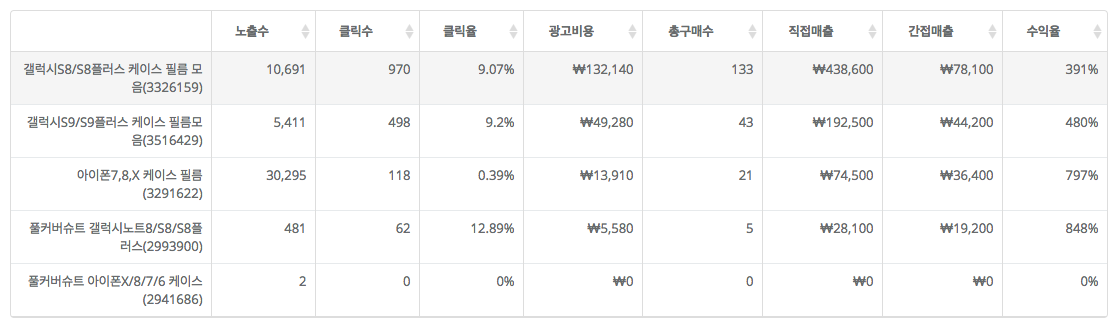 노출수 클릭수 클릭율 광고비용 총구매수 직접매출 간접매출 수익율
갤럭시S8/S8플러스 케이스 필름 모 10,691 970 9.07% ₩132,140 133 ₩438,600 ₩78,100 391%
음(3326159)
갤럭시S9/S9플러스 케이스 필름모 5,411 498 9.2% ₩49,280 43 ₩192,500 ₩44,200 480%
음(3516429)
아이폰7,8,X 케이스 필름 30,295 118 0.39% ₩13,910 21 ₩74,500 ₩36,400 797%
(3291622)
풀커버슈트 갤럭시노트8/S8/S8플 481 62 12.89% ₩5,580 5 ₩28,100 ₩19,200 848%
러스(2993900)
풀커버슈트 아이폰X/8/7/6 케이스 2 0 0% ₩0 0 ₩0 ₩0 0%
(2941686)